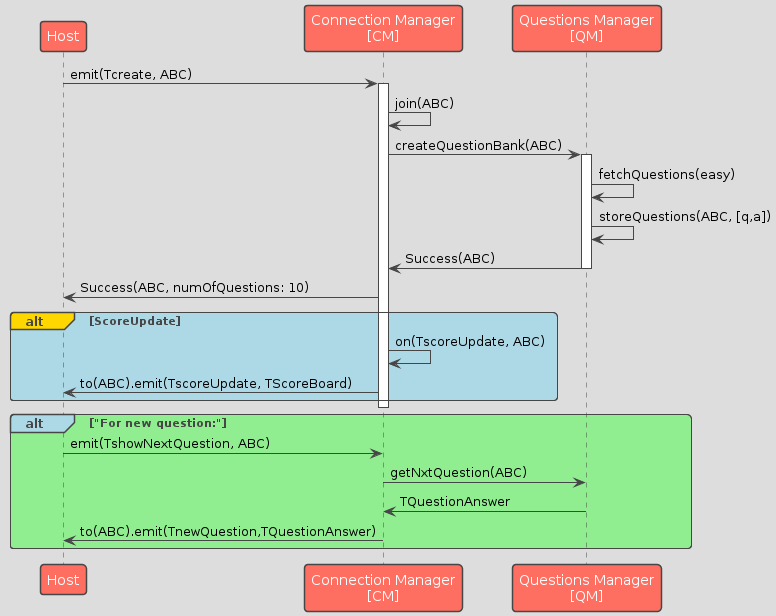 Host
Connection Manager
[CM]
Questions Manager
[QM]
emit(Tcreate, ABC)
join(ABC)
createQuestionBank(ABC)
fetchQuestions(easy)
storeQuestions(ABC, [q,a])
Success(ABC)
Success(ABC, numOfQuestions: 10)
alt [ScoreUpdate]
on(TscoreUpdate, ABC)
to(ABC).emit(TscoreUpdate, TScoreBoard)
alt ["For new question:"]
emit(TshowNextQuestion, ABC)
getNxtQuestion(ABC)
TQuestionAnswer
to(ABC).emit(TnewQuestion,TQuestionAnswer)
Host
Connection Manager
[CM]
Questions Manager
[QM]